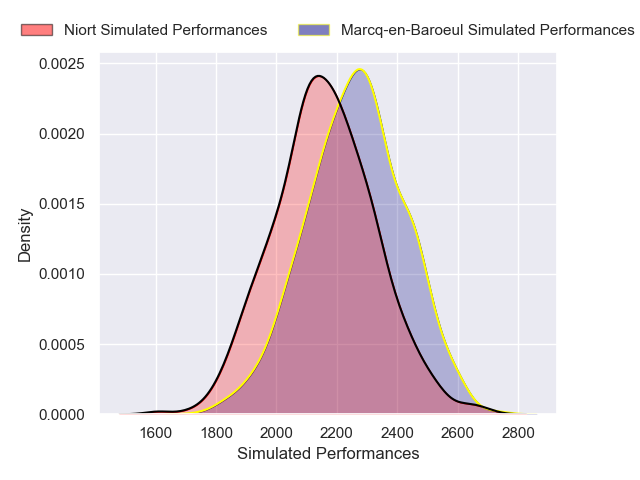 Niort Simulated Performances
Marcq-en-Baroeul Simulated Performances
0.0025
0.0020
0.0015
0.0010
0.0005
0.0000
Density
1600 1800 2000 2200 2400 2600 2800
Simulated Performances